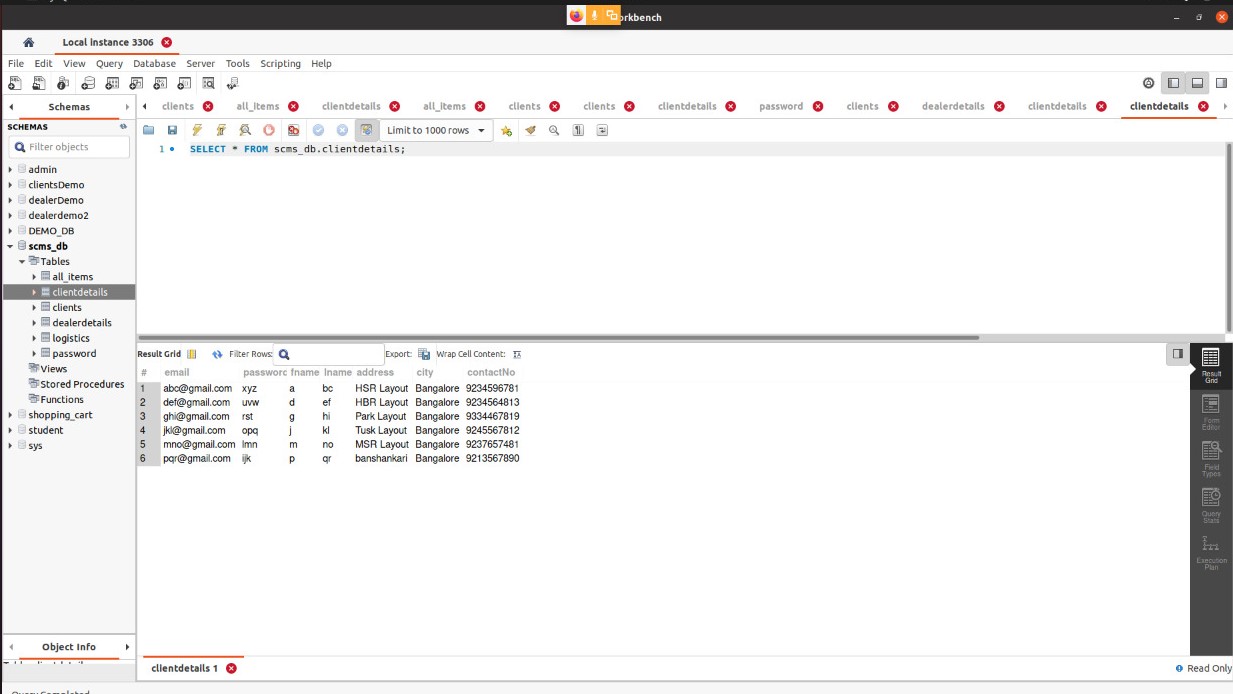 orkbench
Local instance 3306
File Edit View Query Database Server Tools Scripting Help
Schemas
clients all_items clientdetails all_items clients clients clientdetails password clients dealerdetails clientdetails clientdetails
SCHEMAS
Limit to 1000 rows
Filter objects
1 SELECT * FROM scms_db.clientdetails;
admin
clientsDemo
dealerDemo
dealerdemo2
DEMO_DB
scms_db
Tables
all_items
clientdetails
clients
dealerdetails
logistics
password
Views
Stored Procedures
Functions
shopping_cart
student
sys
Result Grid Filter Rows: Export: Wrap Cell Content:
# email password fname lname address city contactNo
1 abc@gmail.com xyz a bc HSR Layout Bangalore 9234596781
2 def@gmail.com uvw d ef HBR Layout Bangalore 9234564813
3 ghi@gmail.com rst g hi Park Layout Bangalore 9334467819
4 jkl@gmail.com opq j kl Tusk Layout Bangalore 9245567812
5 mno@gmail.com lmn m no MSR Layout Bangalore 9237657481
6 pqr@gmail.com ijk p qr banshankari Bangalore 9213567890
Result
Grid
Form
Editor
Field
Types
Query
Stats
Execution
Plan
Object Info
clientdetails 1
Read Only
Query Completed